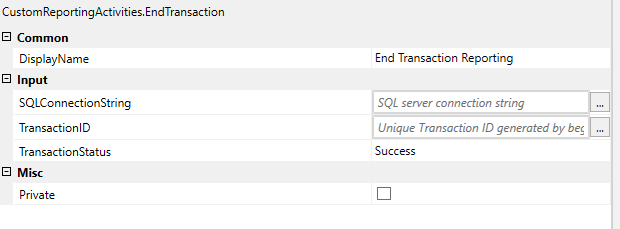 CustomReportingActivities.EndTransaction
Common
DisplayName End Transaction Reporting
Input
SQLConnectionString SQL server connection string ...
TransactionID Unique Transaction ID generated by beg ...
TransactionStatus Success
Misc
Private